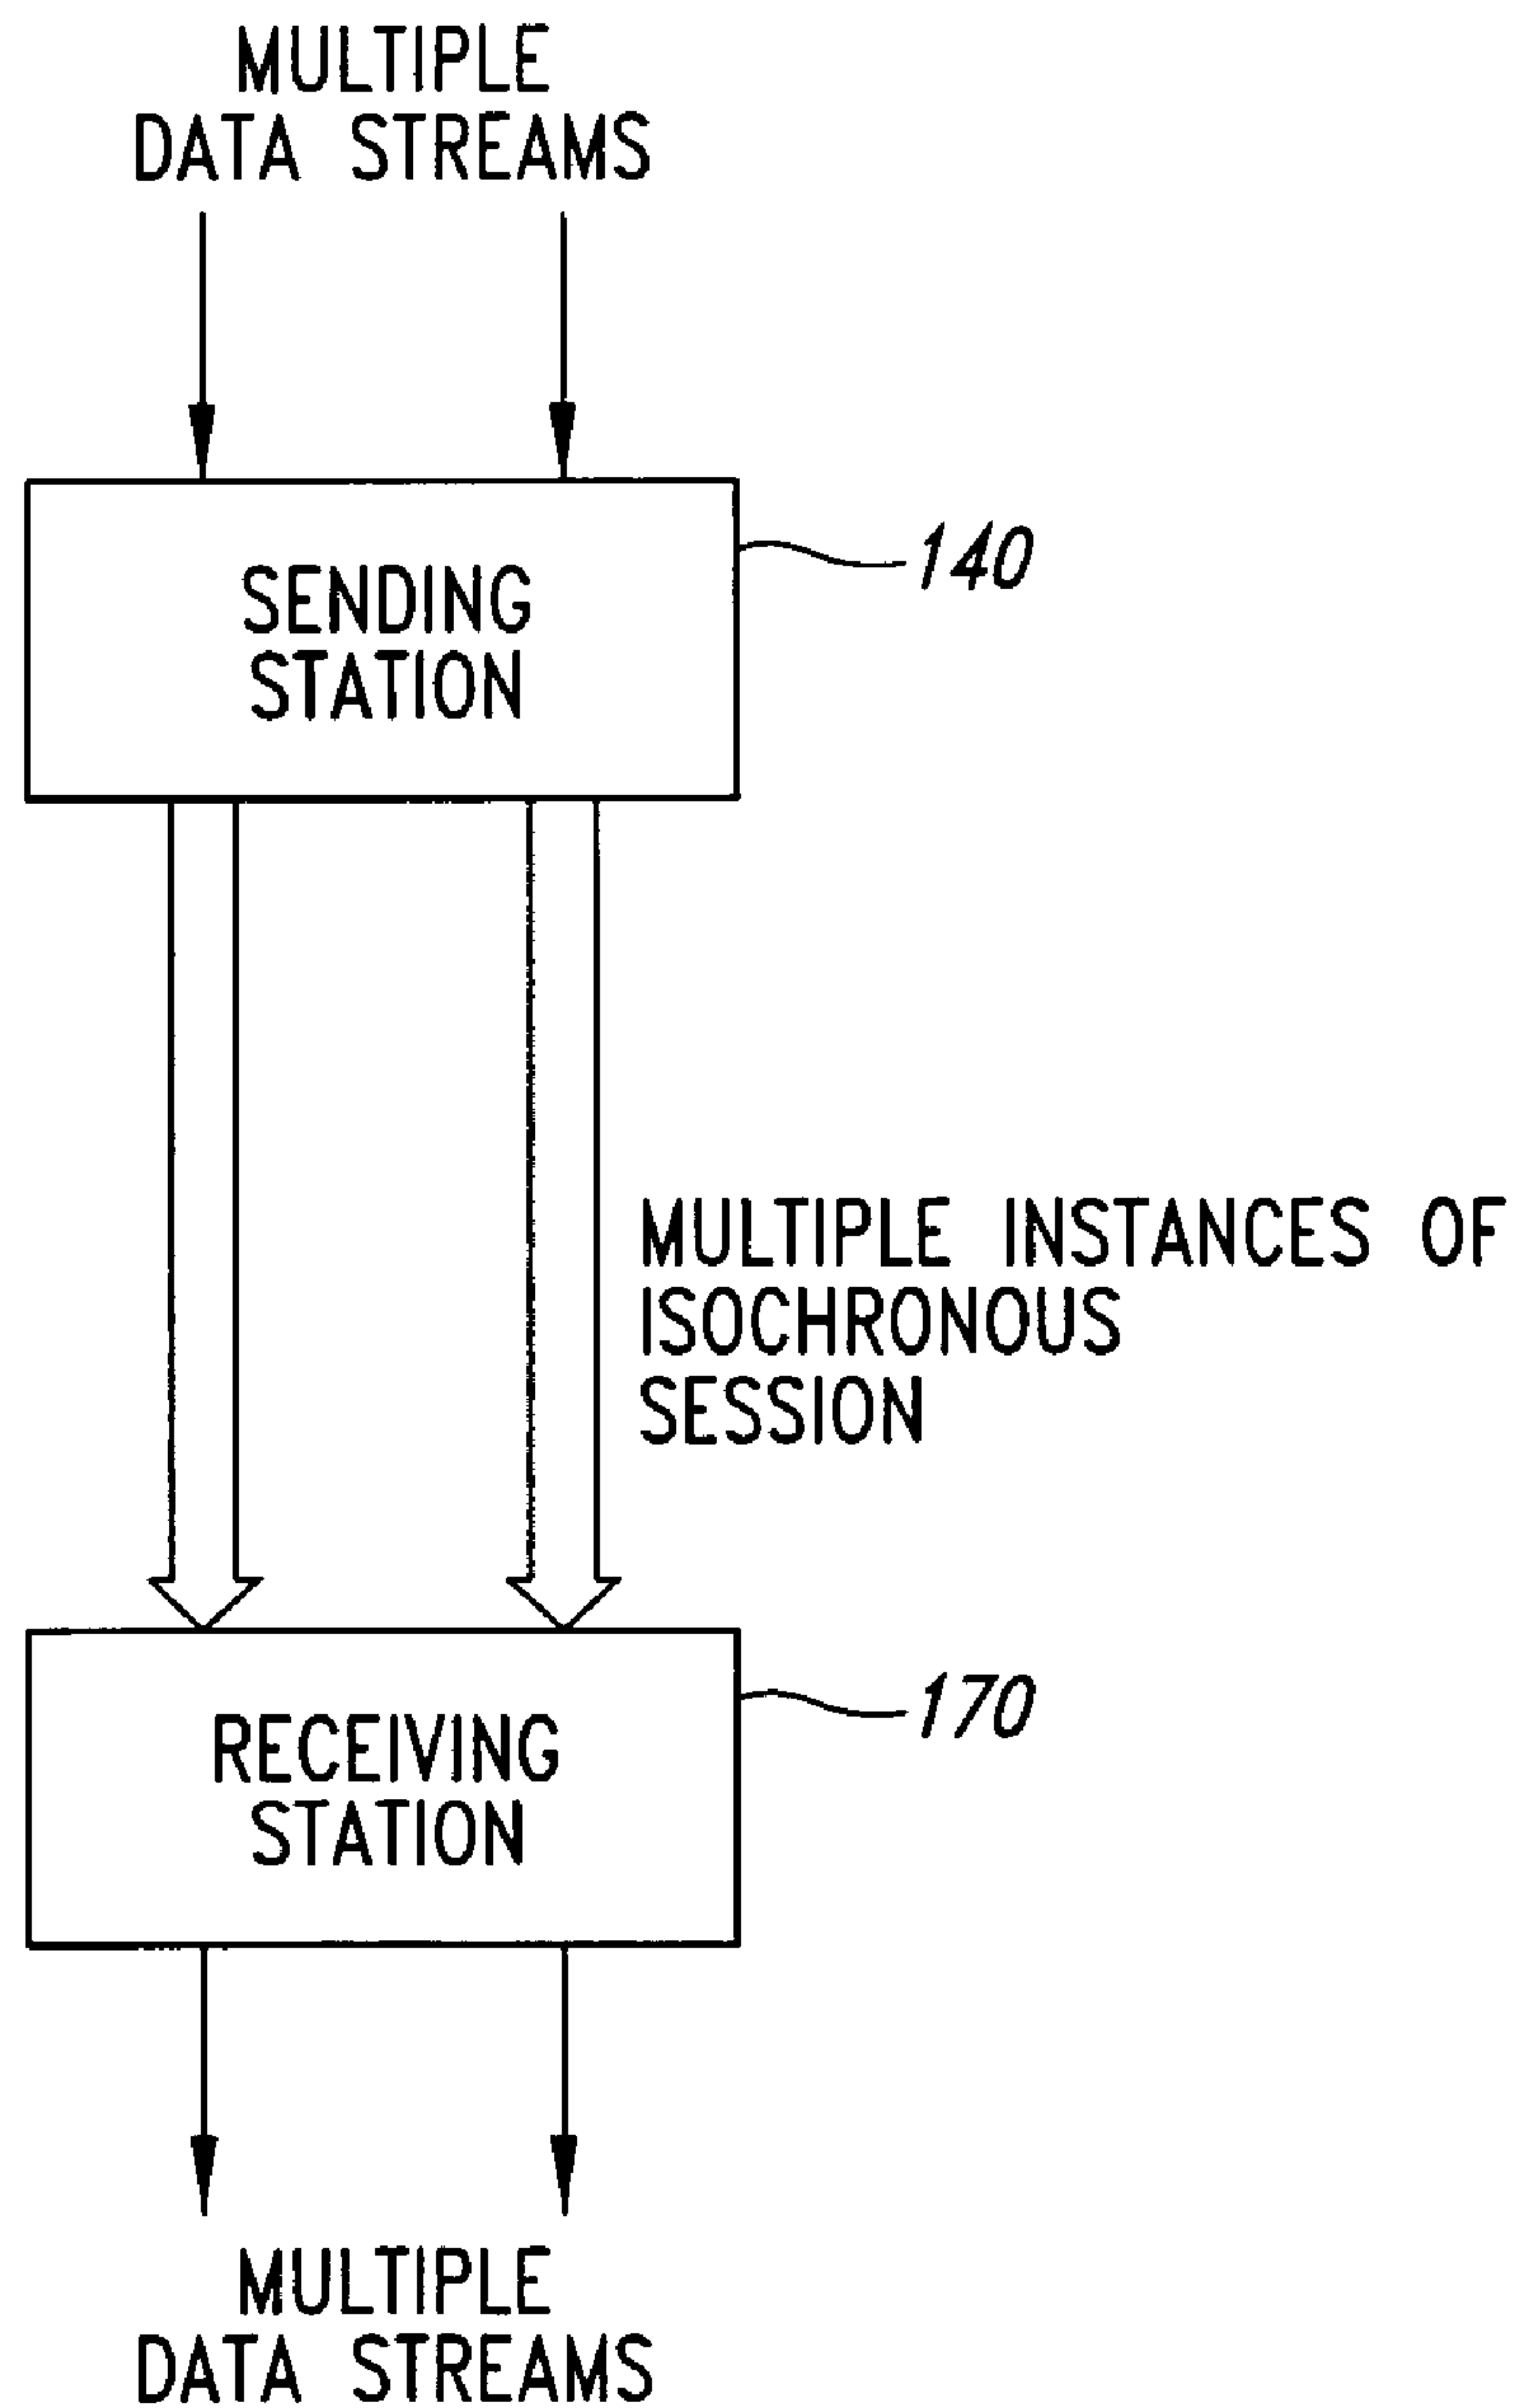 MULTIPLE
DATA STREAMS
140
SENDING
STATION
MULTIPLE INSTANCES OF
ISOCHRONOUS
SESSION
170
RECEIVING
STATION
MULTIPLE
DATA STREAMS